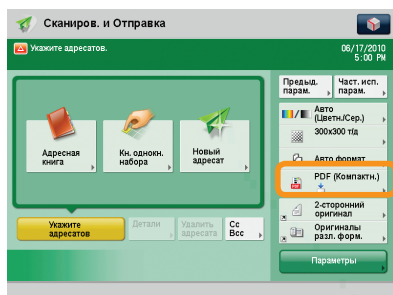 Сканиров. и Отправка
Укажите адресатов.
06/17/2010
5:00 PM
Предыд.
парам.
Част. исп.
парам.
Адресная
книга
Кн. однокн.
набора
Новый
адресат
Авто
(Цветн./Сер.)
300x300 т/д
Авто формат
PDF (Компактн.)
2-сторонний
оригинал
Оригиналы
разл. форм.
Укажите
адресатов
Детали
Удалить
адресата
Cc
Bcc
Параметры